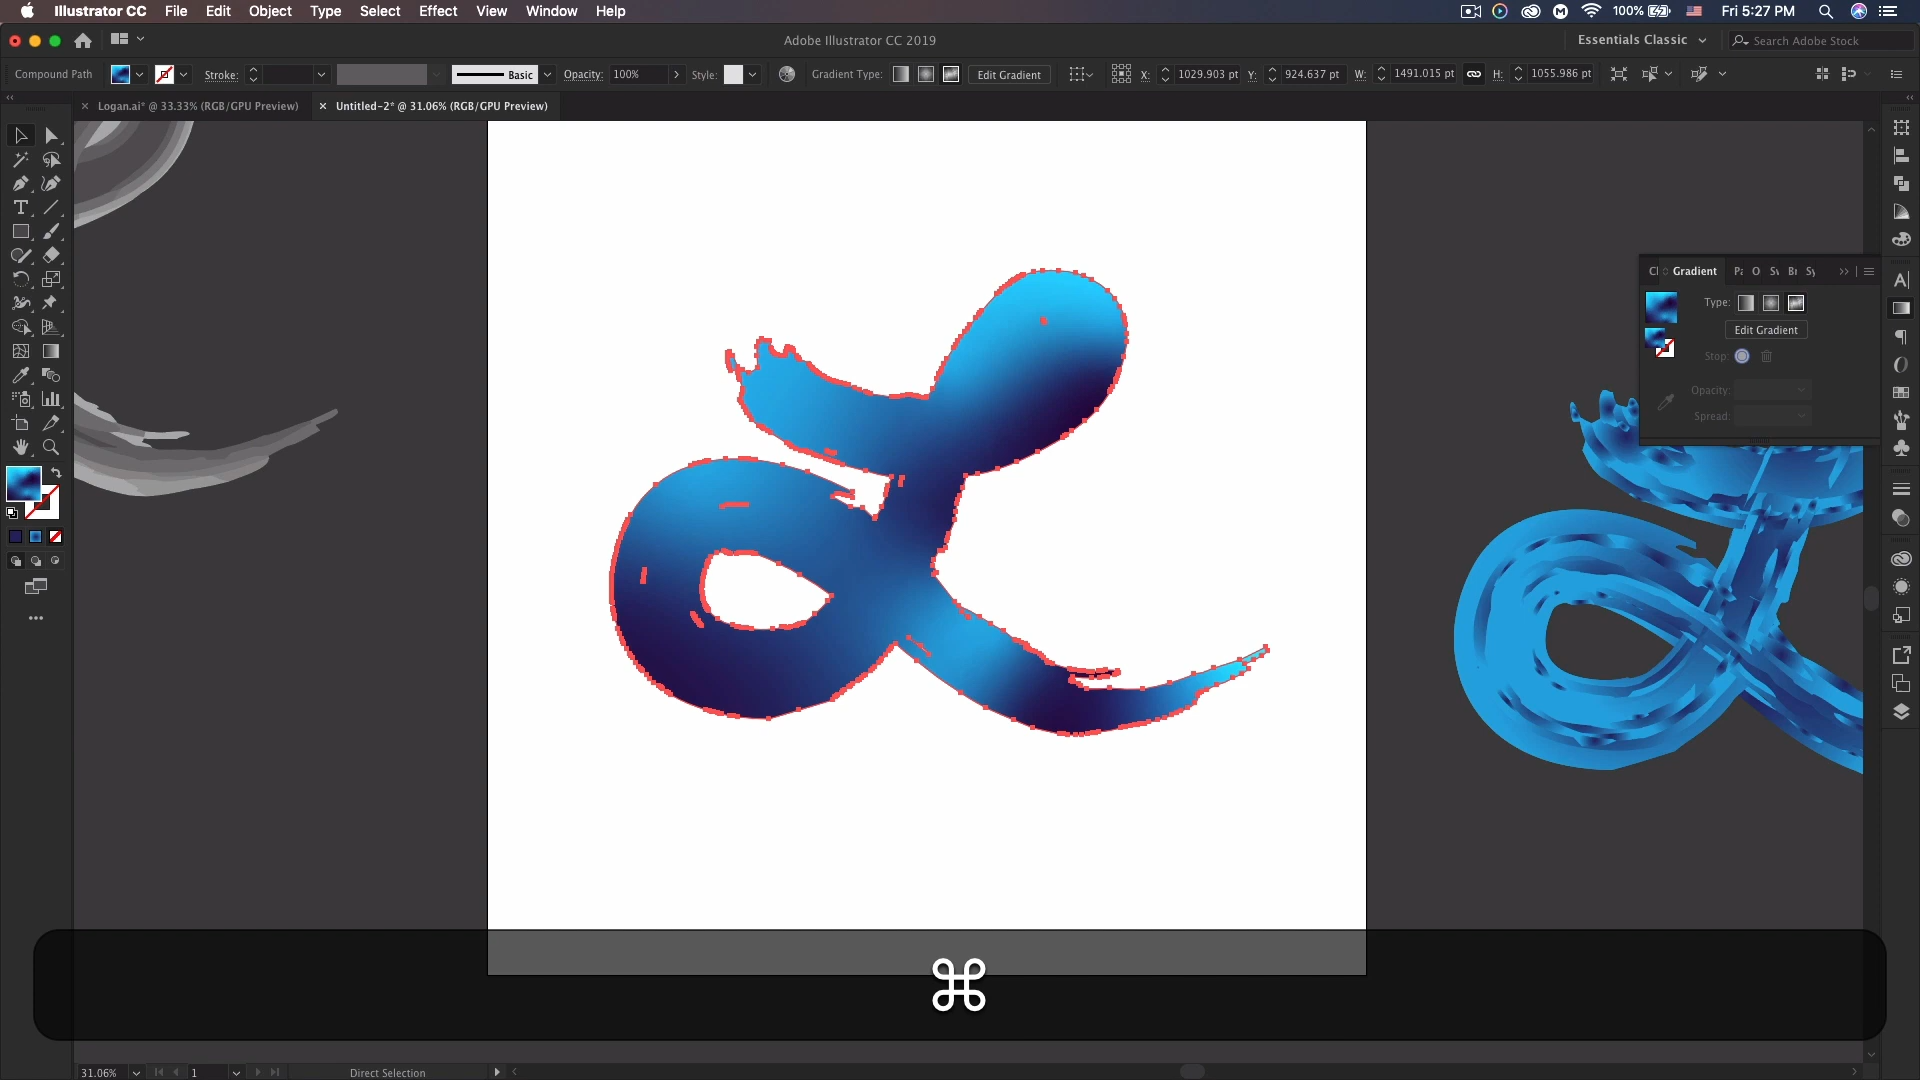 Illustrator CC File Edit Object Type Select Effect View Window Help
100% Fri 5:27 PM
Adobe Illustrator CC 2019
Essentials Classic
Search Adobe Stock
Compound Path Stroke: Basic Opacity: 100% Style: Gradient Type: Edit Gradient X: 1029.903 pt Y: 924.637 pt W: 1491.015 pt H: 1055.986 pt
× Logan.ai* @ 33.33% (RGB/GPU Preview) × Untitled-2* @ 31.06% (RGB/GPU Preview)
Gradient
Type:
Edit Gradient
Stop:
Opacity:
Spread:
⌘
31.06% 1 Direct Selection